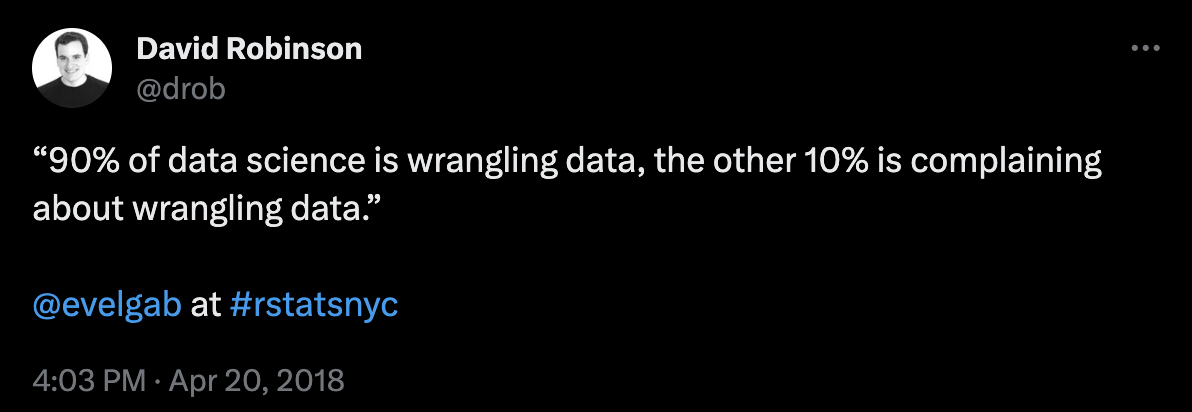 David Robinson
@drob
“90% of data science is wrangling data, the other 10% is complaining
about wrangling data.”
@evelgab at #rstatsnyc
4:03 PM · Apr 20, 2018